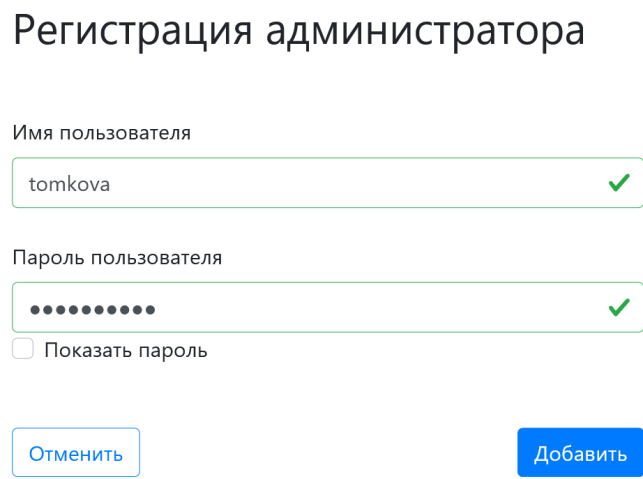 Регистрация администратора
Имя пользователя
tomkova
Пароль пользователя
••••••••••
Показать пароль
Отменить
Добавить